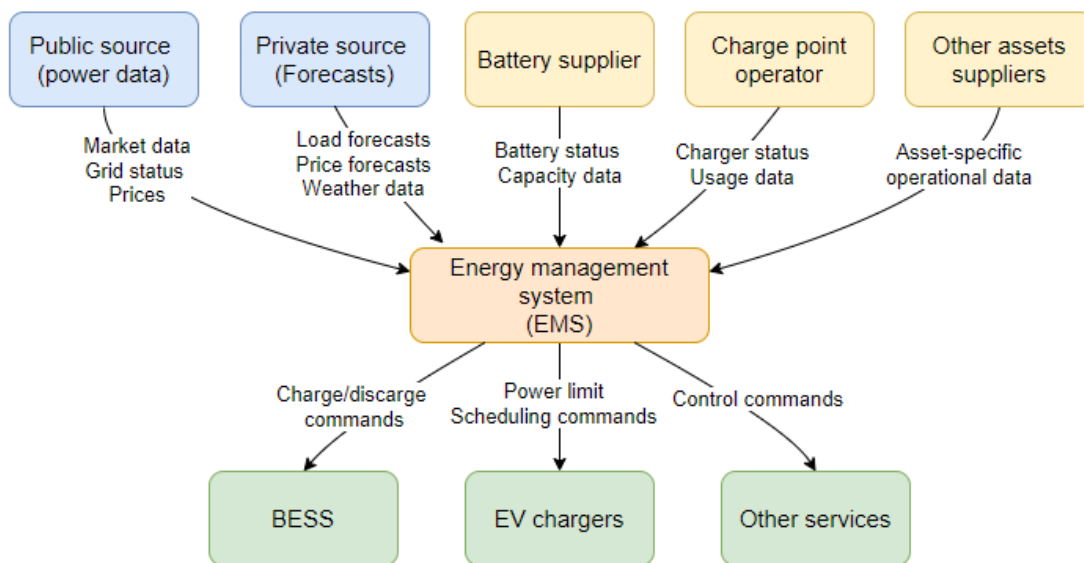 Public source
(power data)
Private source
(Forecasts)
Battery supplier
Charge point
operator
Other assets
suppliers
Market data
Grid status
Prices
Load forecasts
Price forecasts
Weather data
Battery status
Capacity data
Charger status
Usage data
Asset-specific
operational data
Energy management
system
(EMS)
Charge/discarge
commands
Power limit
Scheduling commands
Control commands
BESS
EV chargers
Other services